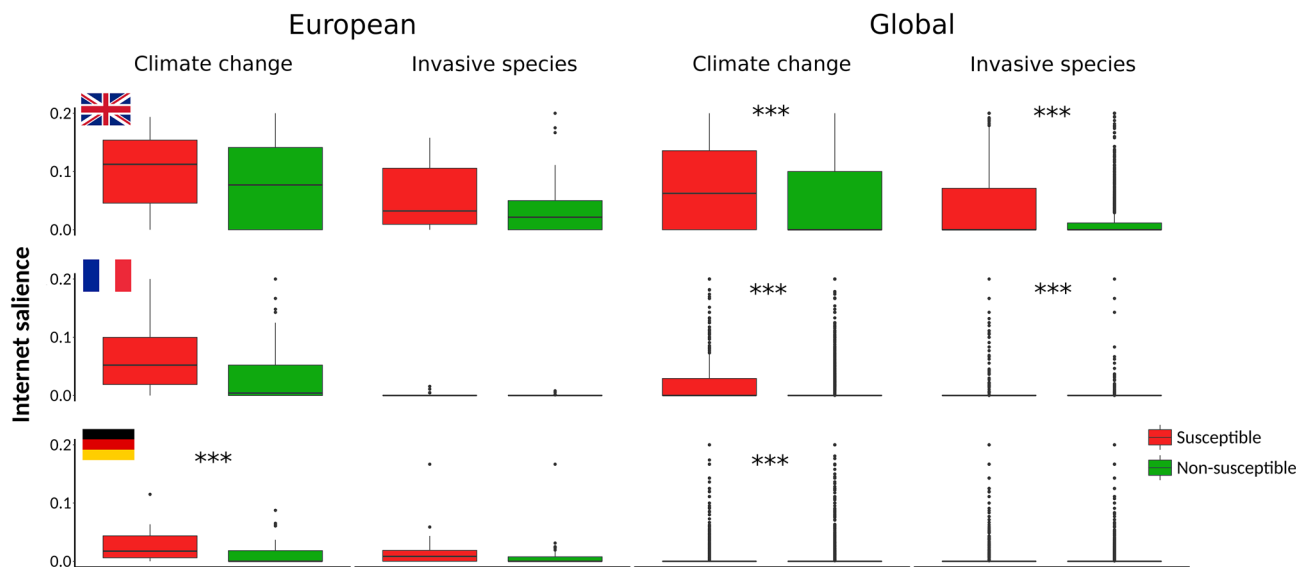 European Global
Climate change Invasive species Climate change Invasive species
Internet salience
0.2 *** ***
0.1
0.0
0.2 *** ***
0.1
0.0
0.2 *** ***
0.1
0.0
Susceptible
Non-susceptible